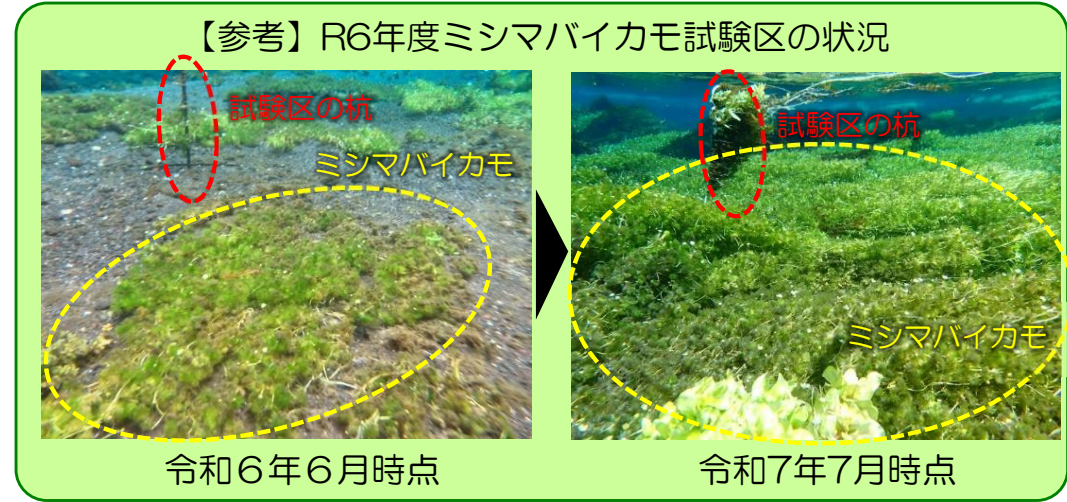 【参考】R6年度ミシマバイカモ試験区の状況
試験区の杭
ミシマバイカモ
試験区の杭
ミシマバイカモ
令和６年６月時点
令和7年7月時点